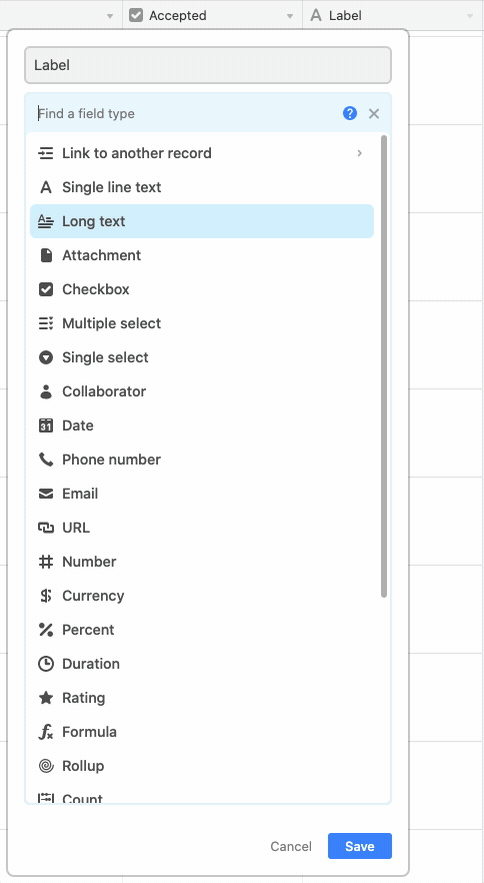 Accepted
Label
Label
Find a field type
Link to another record
Single line text
Long text
Attachment
Checkbox
Multiple select
Single select
Collaborator
31 Date
Phone number
Email
URL
Number
Currency
Percent
Duration
Rating
Formula
Rollup
Count
Cancel Save